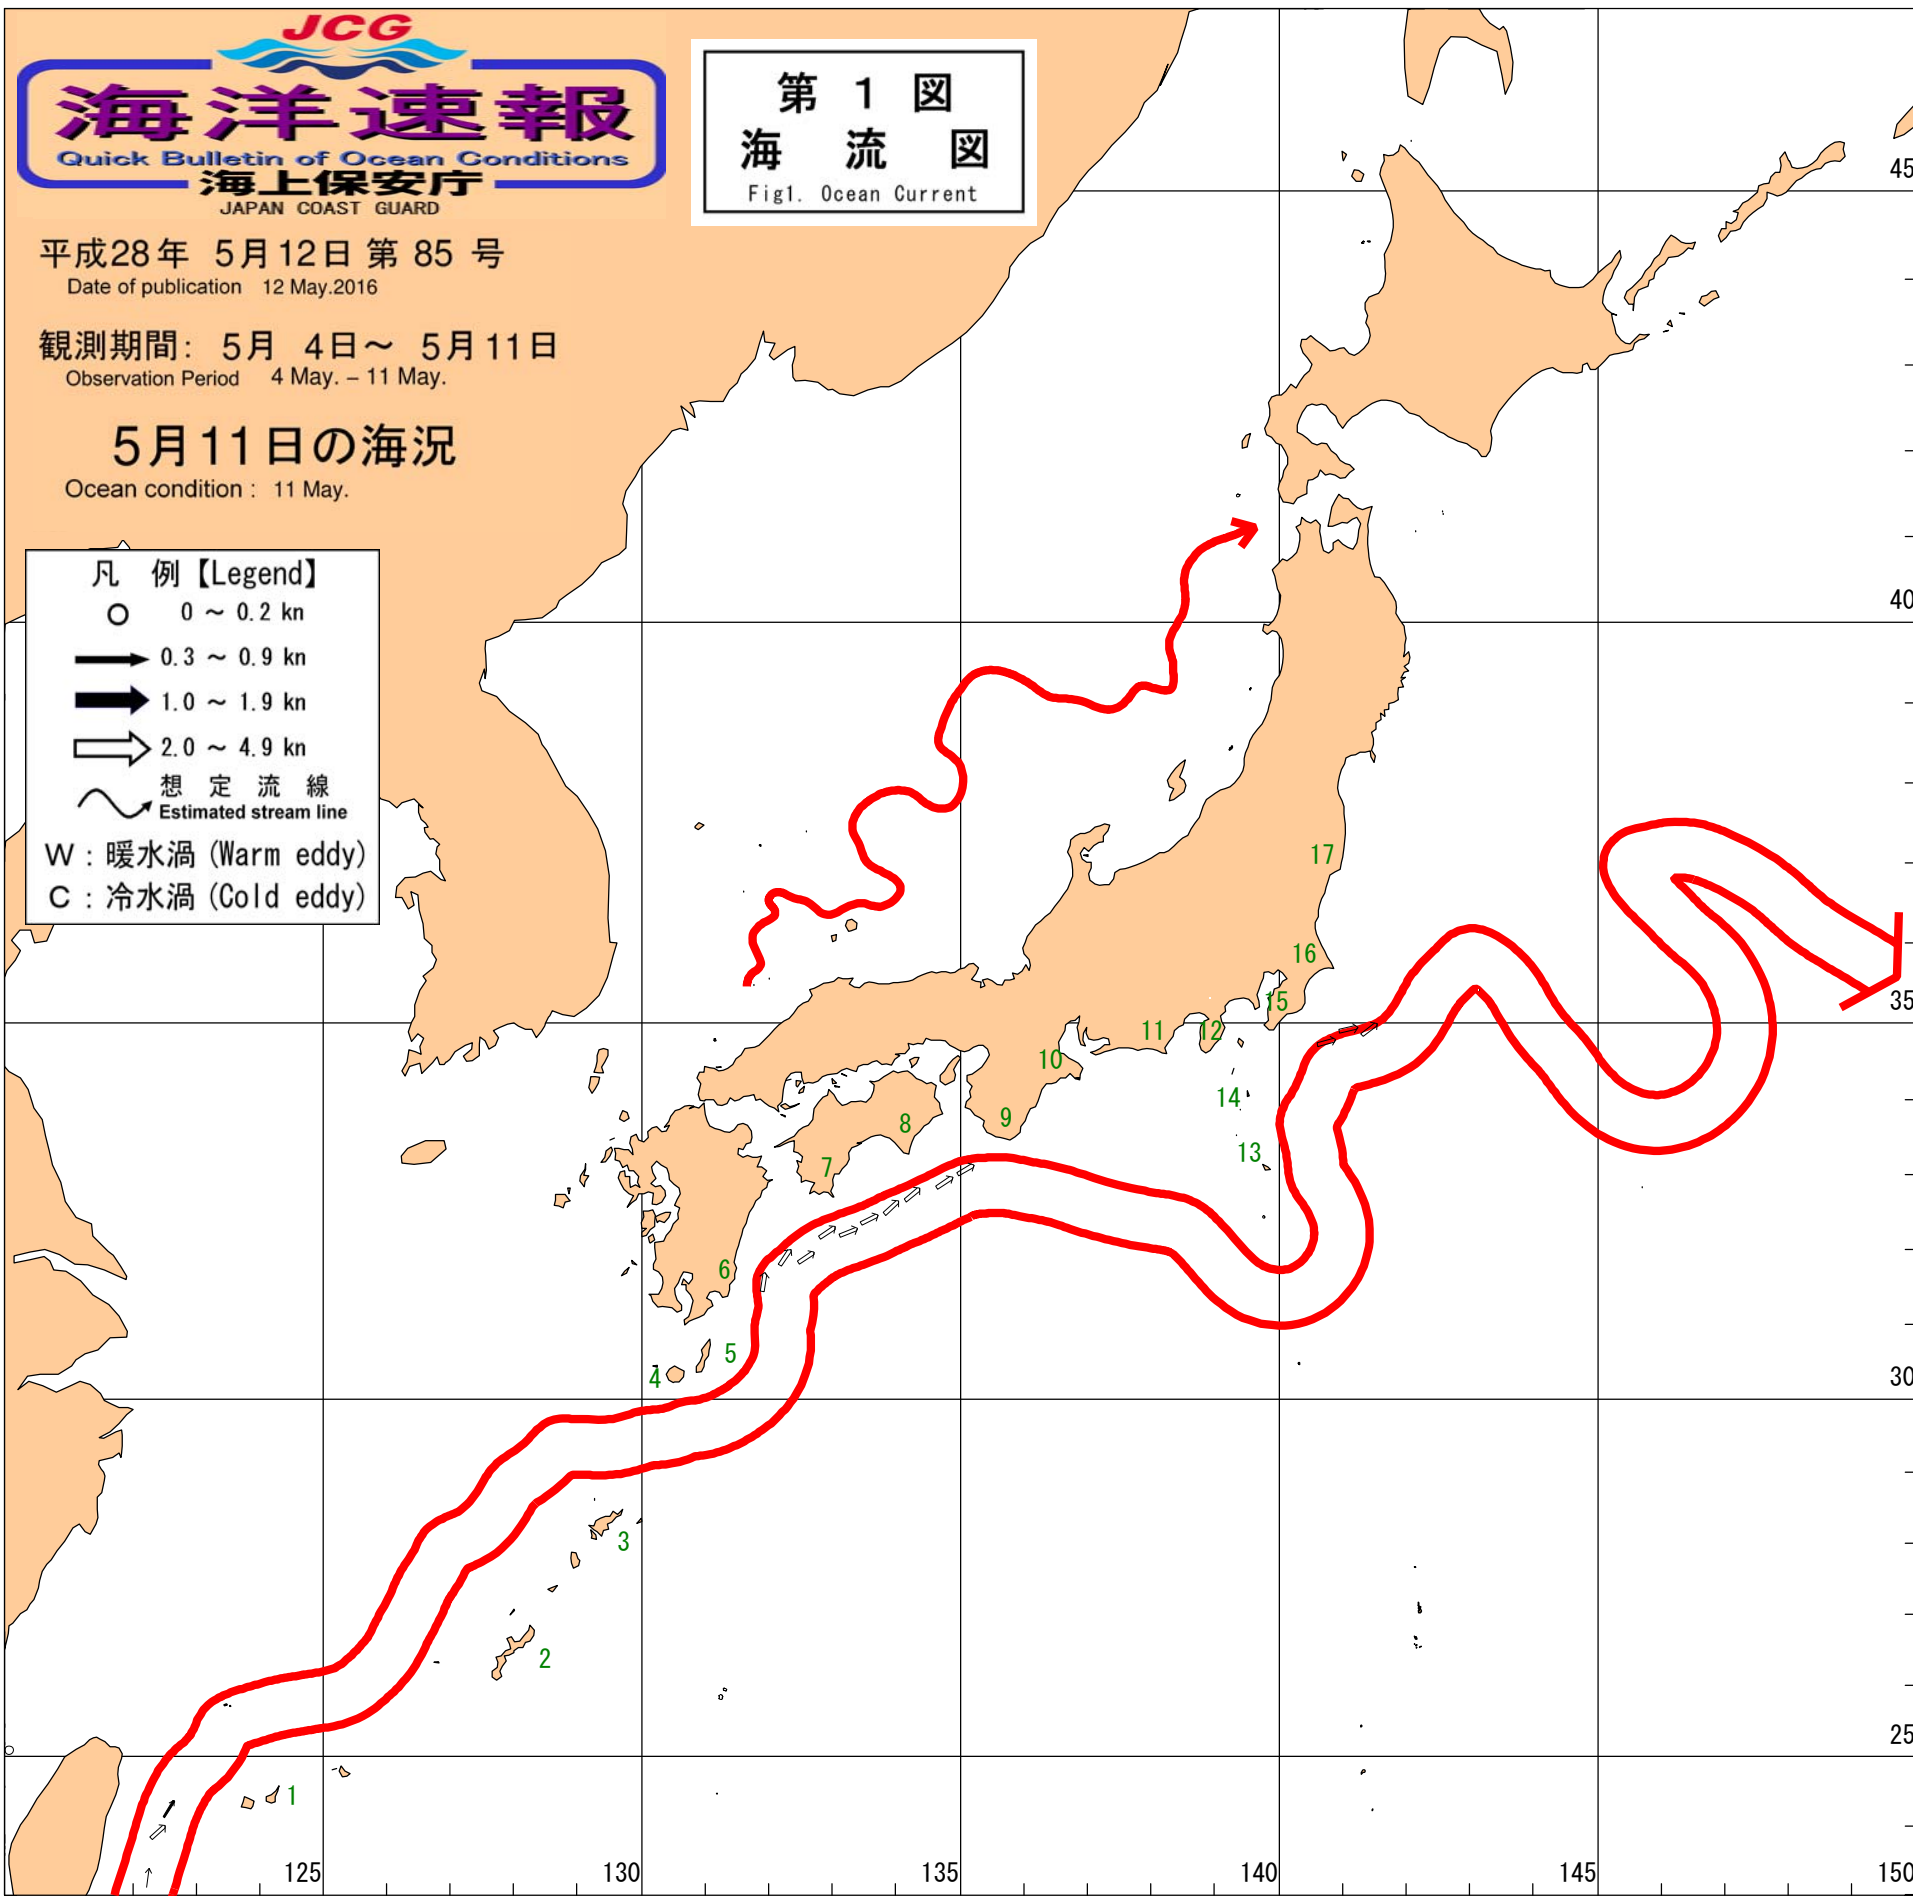 JCG
海洋速報
Quick Bulletin of Ocean Conditions
海上保安庁
JAPAN COAST GUARD
第 1 図
海 流 図
Fig1. Ocean Current
平成28年 5月12日 第 85 号
Date of publication 12 May.2016
観測期間: 5月 4日～ 5月11日
Observation Period 4 May. – 11 May.
5月11日の海況
Ocean condition : 11 May.
凡 例【Legend】
0 ～ 0.2 kn
0.3 ～ 0.9 kn
1.0 ～ 1.9 kn
2.0 ～ 4.9 kn
想 定 流 線
Estimated stream line
W : 暖水渦 (Warm eddy)
C : 冷水渦 (Cold eddy)
45
40
17
16
35
15
11
12
10
14
8
9
13
7
6
5
4
30
3
2
25
1
125
130
135
140
145
150